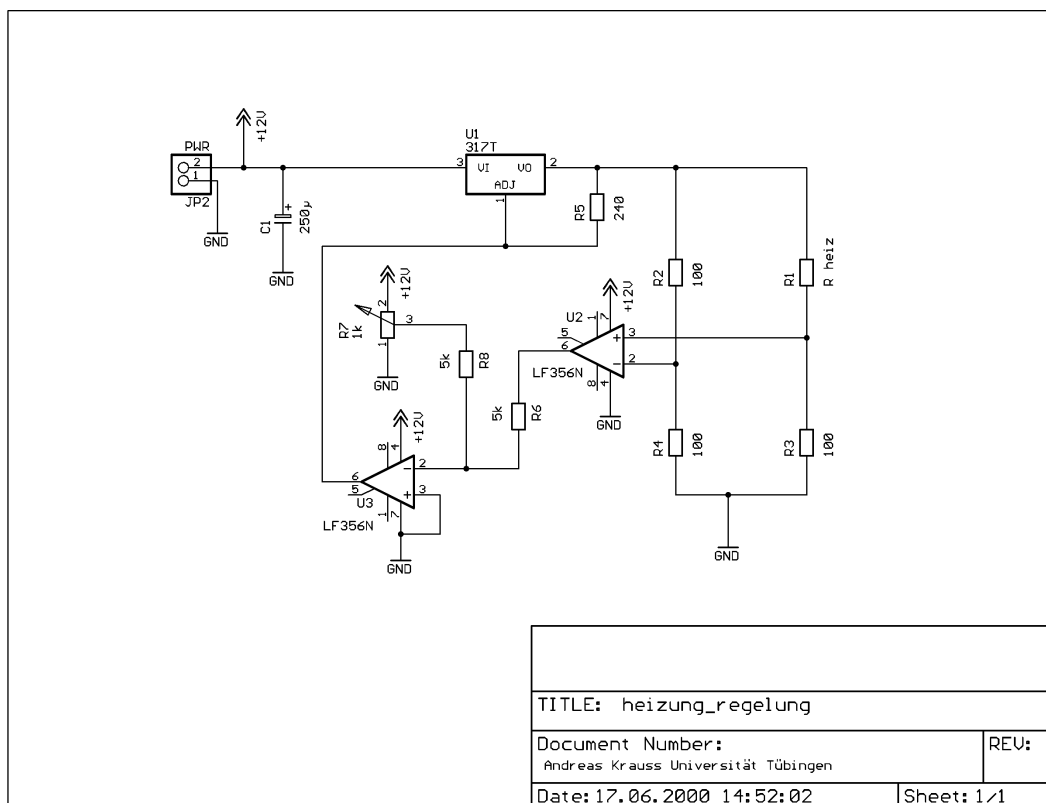 +12V
PWR
2
1
JP2
GND
C1
+
250µ
GND
U1
317T
3
VI
VO
2
ADJ
1
R5
240
R2
100
R1
R heiz
+12V
2
R7
1k
3
1
GND
5k
R8
U2
1
7
+12V
5
6
+
3
-
2
8
4
LF356N
GND
5k
R6
R4
100
R3
100
GND
8
4
+12V
6
5
-
2
+
3
U3
1
7
LF356N
GND
TITLE: heizung_regelung
Document Number:
REV:
Andreas Krauss Universität Tübingen
Date: 17.06.2000 14:52:02
Sheet: 1/1